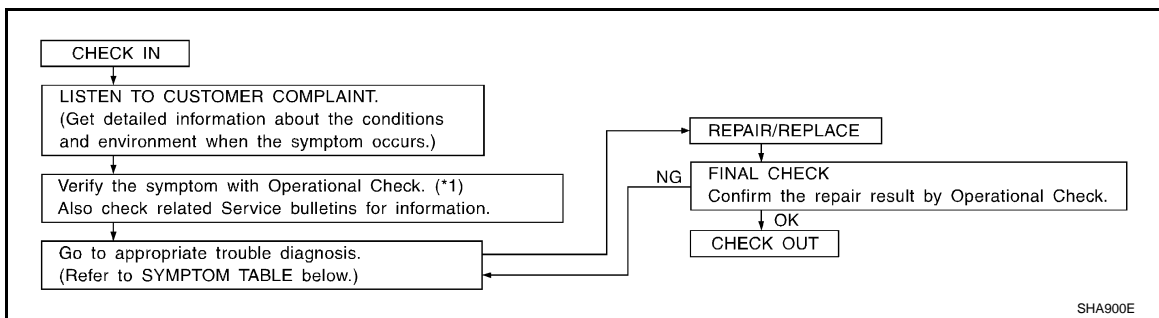 CHECK IN
LISTEN TO CUSTOMER COMPLAINT.
(Get detailed information about the conditions
and environment when the symptom occurs.)
Verify the symptom with Operational Check. (*1)
Also check related Service bulletins for information.
Go to appropriate trouble diagnosis.
(Refer to SYMPTOM TABLE below.)
REPAIR/REPLACE
NG
FINAL CHECK
Confirm the repair result by Operational Check.
OK
CHECK OUT
SHA900E